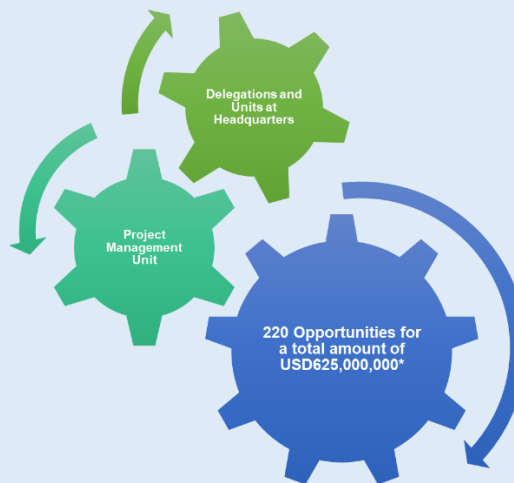 Delegations and
Units at
Headquarters
Project
Management
Unit
220 Opportunities for
a total amount of
USD625,000,000*